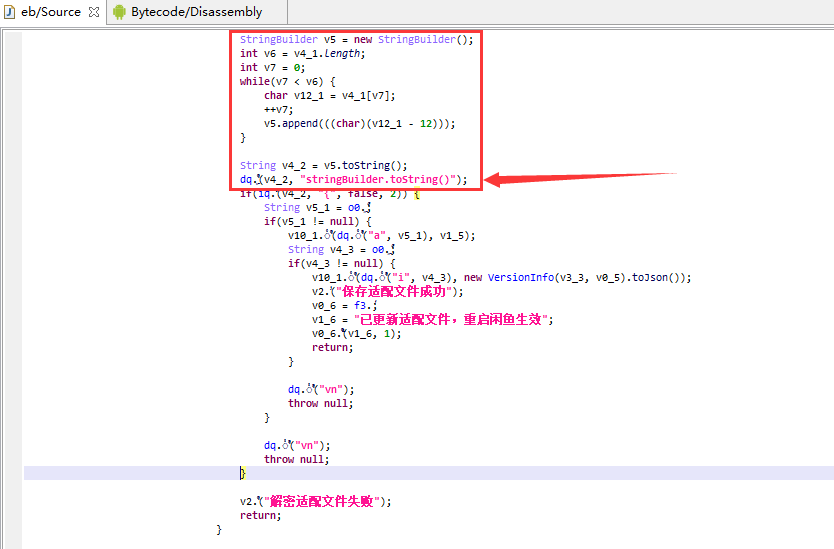 eb/Source
Bytecode/Disassembly
StringBuilder v5 = new StringBuilder();
int v6 = v4_1.length;
int v7 = 0;
while(v7 < v6) {
char v12_1 = v4_1[v7];
++v7;
v5.append(((char)(v12_1 - 12)));
}
String v4_2 = v5.toString();
dq.(v4_2, "stringBuilder.toString()");
if(iq.(v4_2, "{", false, 2)) {
String v5_1 = o0.;
if(v5_1 != null) {
v10_1.(dq.("a", v5_1), v1_5);
String v4_3 = o0.;
if(v4_3 != null) {
v10_1.(dq.("i", v4_3), new VersionInfo(v3_3, v0_5).toJson());
v2.("保存适配文件成功");
v0_6 = f3.;
v1_6 = "已更新适配文件，重启闲鱼生效";
v0_6.(v1_6, 1);
return;
}
dq.("vn");
throw null;
}
dq.("vn");
throw null;
}
v2.("解密适配文件失败");
return;
}